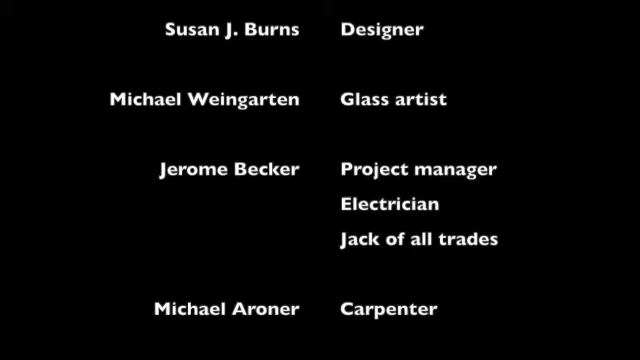 Susan J. Burns Designer
Michael Weingarten Glass artist
Jerome Becker Project manager
Electrician
Jack of all trades
Michael Aroner Carpenter